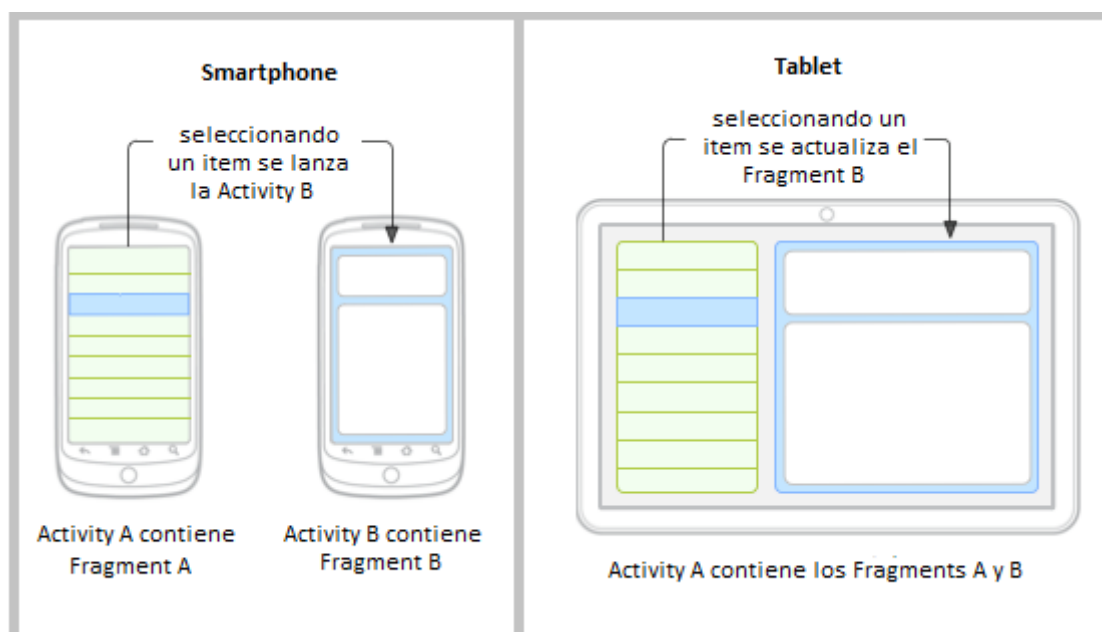 Smartphone
seleccionando
un item se lanza
la Activity B
Activity A contiene
Fragment A
Activity B contiene
Fragment B
Tablet
seleccionando un
item se actualiza el
Fragment B
Activity A contiene los Fragments A y B